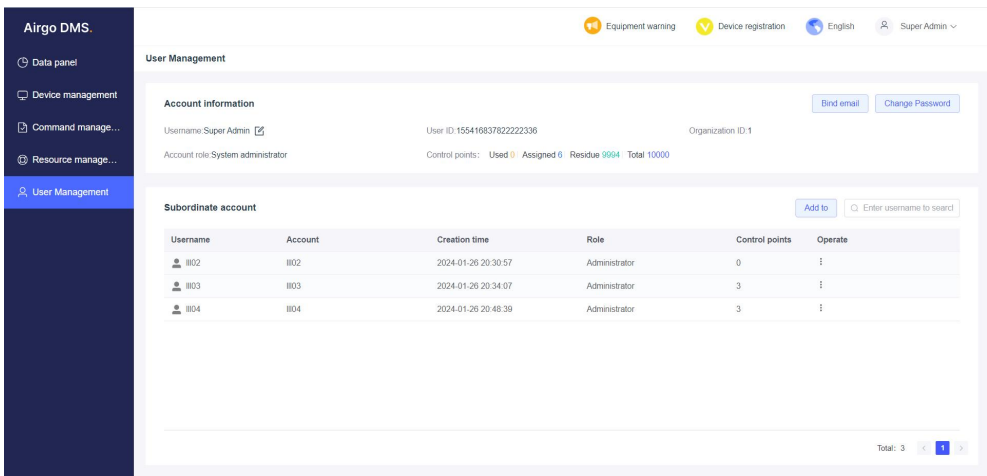 Airgo DMS.
Equipment warning Device registration English Super Admin
Data panel
Device management
Command manage...
Resource manage...
User Management
User Management
Account information Bind email Change Password
Username:Super Admin User ID:155416837822222336 Organization ID:1
Account role:System administrator Control points: Used 0 Assigned 6 Residue 9994 Total 10000
Subordinate account Add to Enter username to search
Username Account Creation time Role Control points Operate
lll02 lll02 2024-01-26 20:30:57 Administrator 0
lll03 lll03 2024-01-26 20:34:07 Administrator 3
lll04 lll04 2024-01-26 20:48:39 Administrator 3
Total: 3 < 1 >